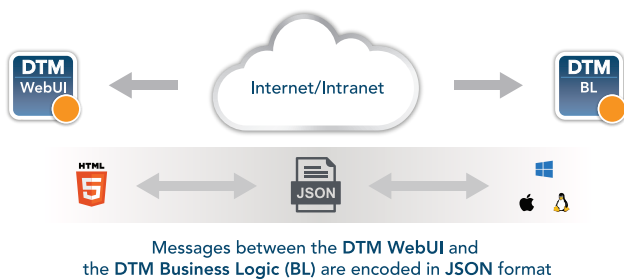 DTM
WebUI
Internet/Intranet
DTM
BL
HTML
5
JSON
Messages between the DTM WebUI and
the DTM Business Logic (BL) are encoded in JSON format